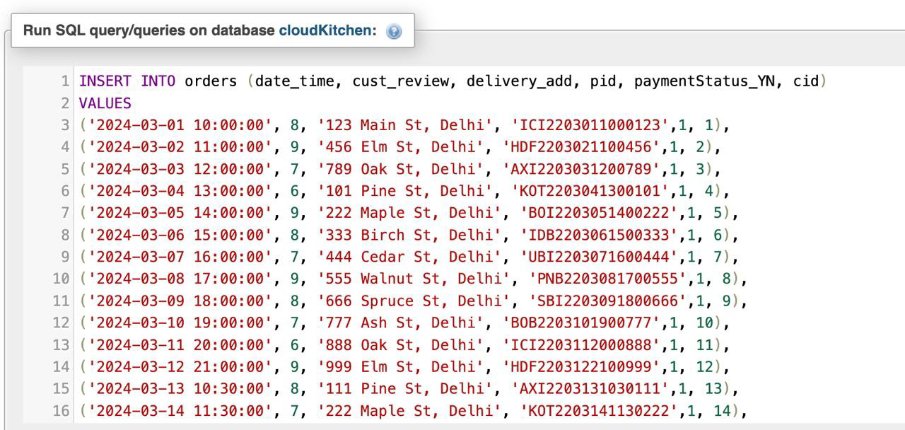 Run SQL query/queries on database cloudKitchen:
1 INSERT INTO orders (date_time, cust_review, delivery_add, pid, paymentStatus_YN, cid)
2 VALUES
3 ('2024-03-01 10:00:00', 8, '123 Main St, Delhi', 'ICI2203011000123',1, 1),
4 ('2024-03-02 11:00:00', 9, '456 Elm St, Delhi', 'HDF2203021100456',1, 2),
5 ('2024-03-03 12:00:00', 7, '789 Oak St, Delhi', 'AXI2203031200789',1, 3),
6 ('2024-03-04 13:00:00', 6, '101 Pine St, Delhi', 'KOT2203041300101',1, 4),
7 ('2024-03-05 14:00:00', 9, '222 Maple St, Delhi', 'BOI2203051400222',1, 5),
8 ('2024-03-06 15:00:00', 8, '333 Birch St, Delhi', 'IDB2203061500333',1, 6),
9 ('2024-03-07 16:00:00', 7, '444 Cedar St, Delhi', 'UBI2203071600444',1, 7),
10 ('2024-03-08 17:00:00', 9, '555 Walnut St, Delhi', 'PNB2203081700555',1, 8),
11 ('2024-03-09 18:00:00', 8, '666 Spruce St, Delhi', 'SBI2203091800666',1, 9),
12 ('2024-03-10 19:00:00', 7, '777 Ash St, Delhi', 'BOB2203101900777',1, 10),
13 ('2024-03-11 20:00:00', 6, '888 Oak St, Delhi', 'ICI2203112000888',1, 11),
14 ('2024-03-12 21:00:00', 9, '999 Elm St, Delhi', 'HDF2203122100999',1, 12),
15 ('2024-03-13 10:30:00', 8, '111 Pine St, Delhi', 'AXI2203131030111',1, 13),
16 ('2024-03-14 11:30:00', 7, '222 Maple St, Delhi', 'KOT2203141130222',1, 14),